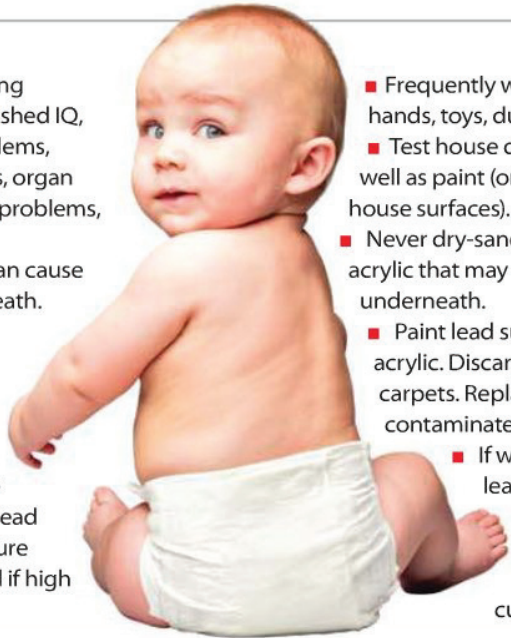 ng
shed IQ,
lems,
s, organ
problems,
an cause
eath.
ead
ure
if high
■ Frequently w
hands, toys, du
■ Test house d
well as paint (or
house surfaces).
■ Never dry-sand
acrylic that may
underneath.
■ Paint lead su
acrylic. Discar
carpets. Repl
contaminate
■ If w
lea
cu